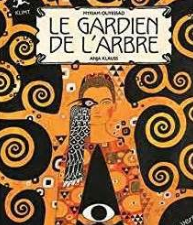 MYRIAM OUYESSAD
KLIMT
LE GARDIEN
DE L'ARBRE
ANJA KLAUSS